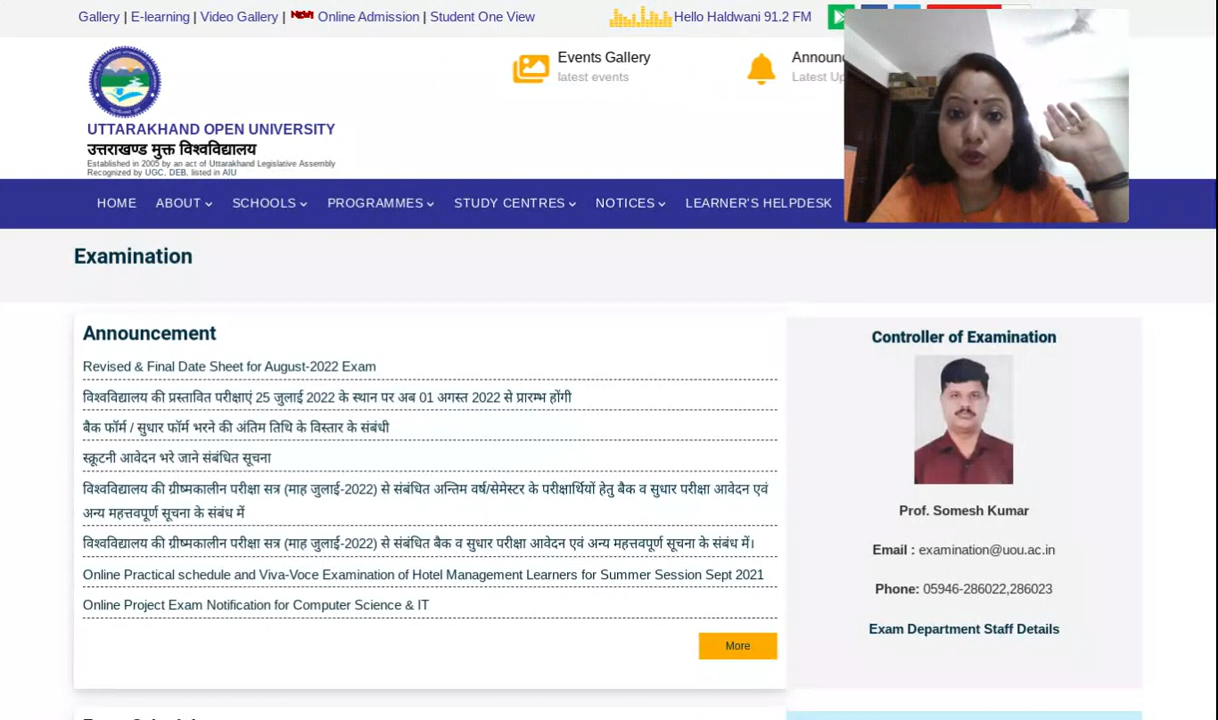 Gallery | E-learning | Video Gallery | New Online Admission | Student One View
Hello Haldwani 91.2 FM
Events Gallery
latest events
Latest
UTTARAKHAND OPEN UNIVERSITY
उत्तराखण्ड मुक्त विश्वविद्यालय
Established in 2005 by an act of Uttarakhand Legislative Assembly
Recognized by UGC. DEB. listed in AIU
HOME ABOUT SCHOOLS PROGRAMMES STUDY CENTRES NOTICES LEARNER'S HELPDESK
Examination
Announcement
Revised & Final Date Sheet for August-2022 Exam
विश्वविद्यालय की प्रस्तावित परीक्षाएं 25 जुलाई 2022 के स्थान पर अब 01 अगस्त 2022 से प्रारम्भ होंगी
बैक फॉर्म / सुधार फॉर्म भरने की अंतिम तिथि के विस्तार के संबंधी
स्क्रूटनी आवेदन भरे जाने संबंधित सूचना
विश्वविद्यालय की ग्रीष्मकालीन परीक्षा सत्र (माह जुलाई-2022) से संबंधित अन्तिम वर्ष/सेमेस्टर के परीक्षार्थियों हेतु बैक व सुधार परीक्षा आवेदन एवं
अन्य महत्तवपूर्ण सूचना के संबंध में
विश्वविद्यालय की ग्रीष्मकालीन परीक्षा सत्र (माह जुलाई-2022) से संबंधित बैक व सुधार परीक्षा आवेदन एवं अन्य महत्तवपूर्ण सूचना के संबंध में।
Online Practical schedule and Viva-Voce Examination of Hotel Management Learners for Summer Session Sept 2021
Online Project Exam Notification for Computer Science & IT
More
Controller of Examination
Prof. Somesh Kumar
Email : examination@uou.ac.in
Phone: 05946-286022,286023
Exam Department Staff Details